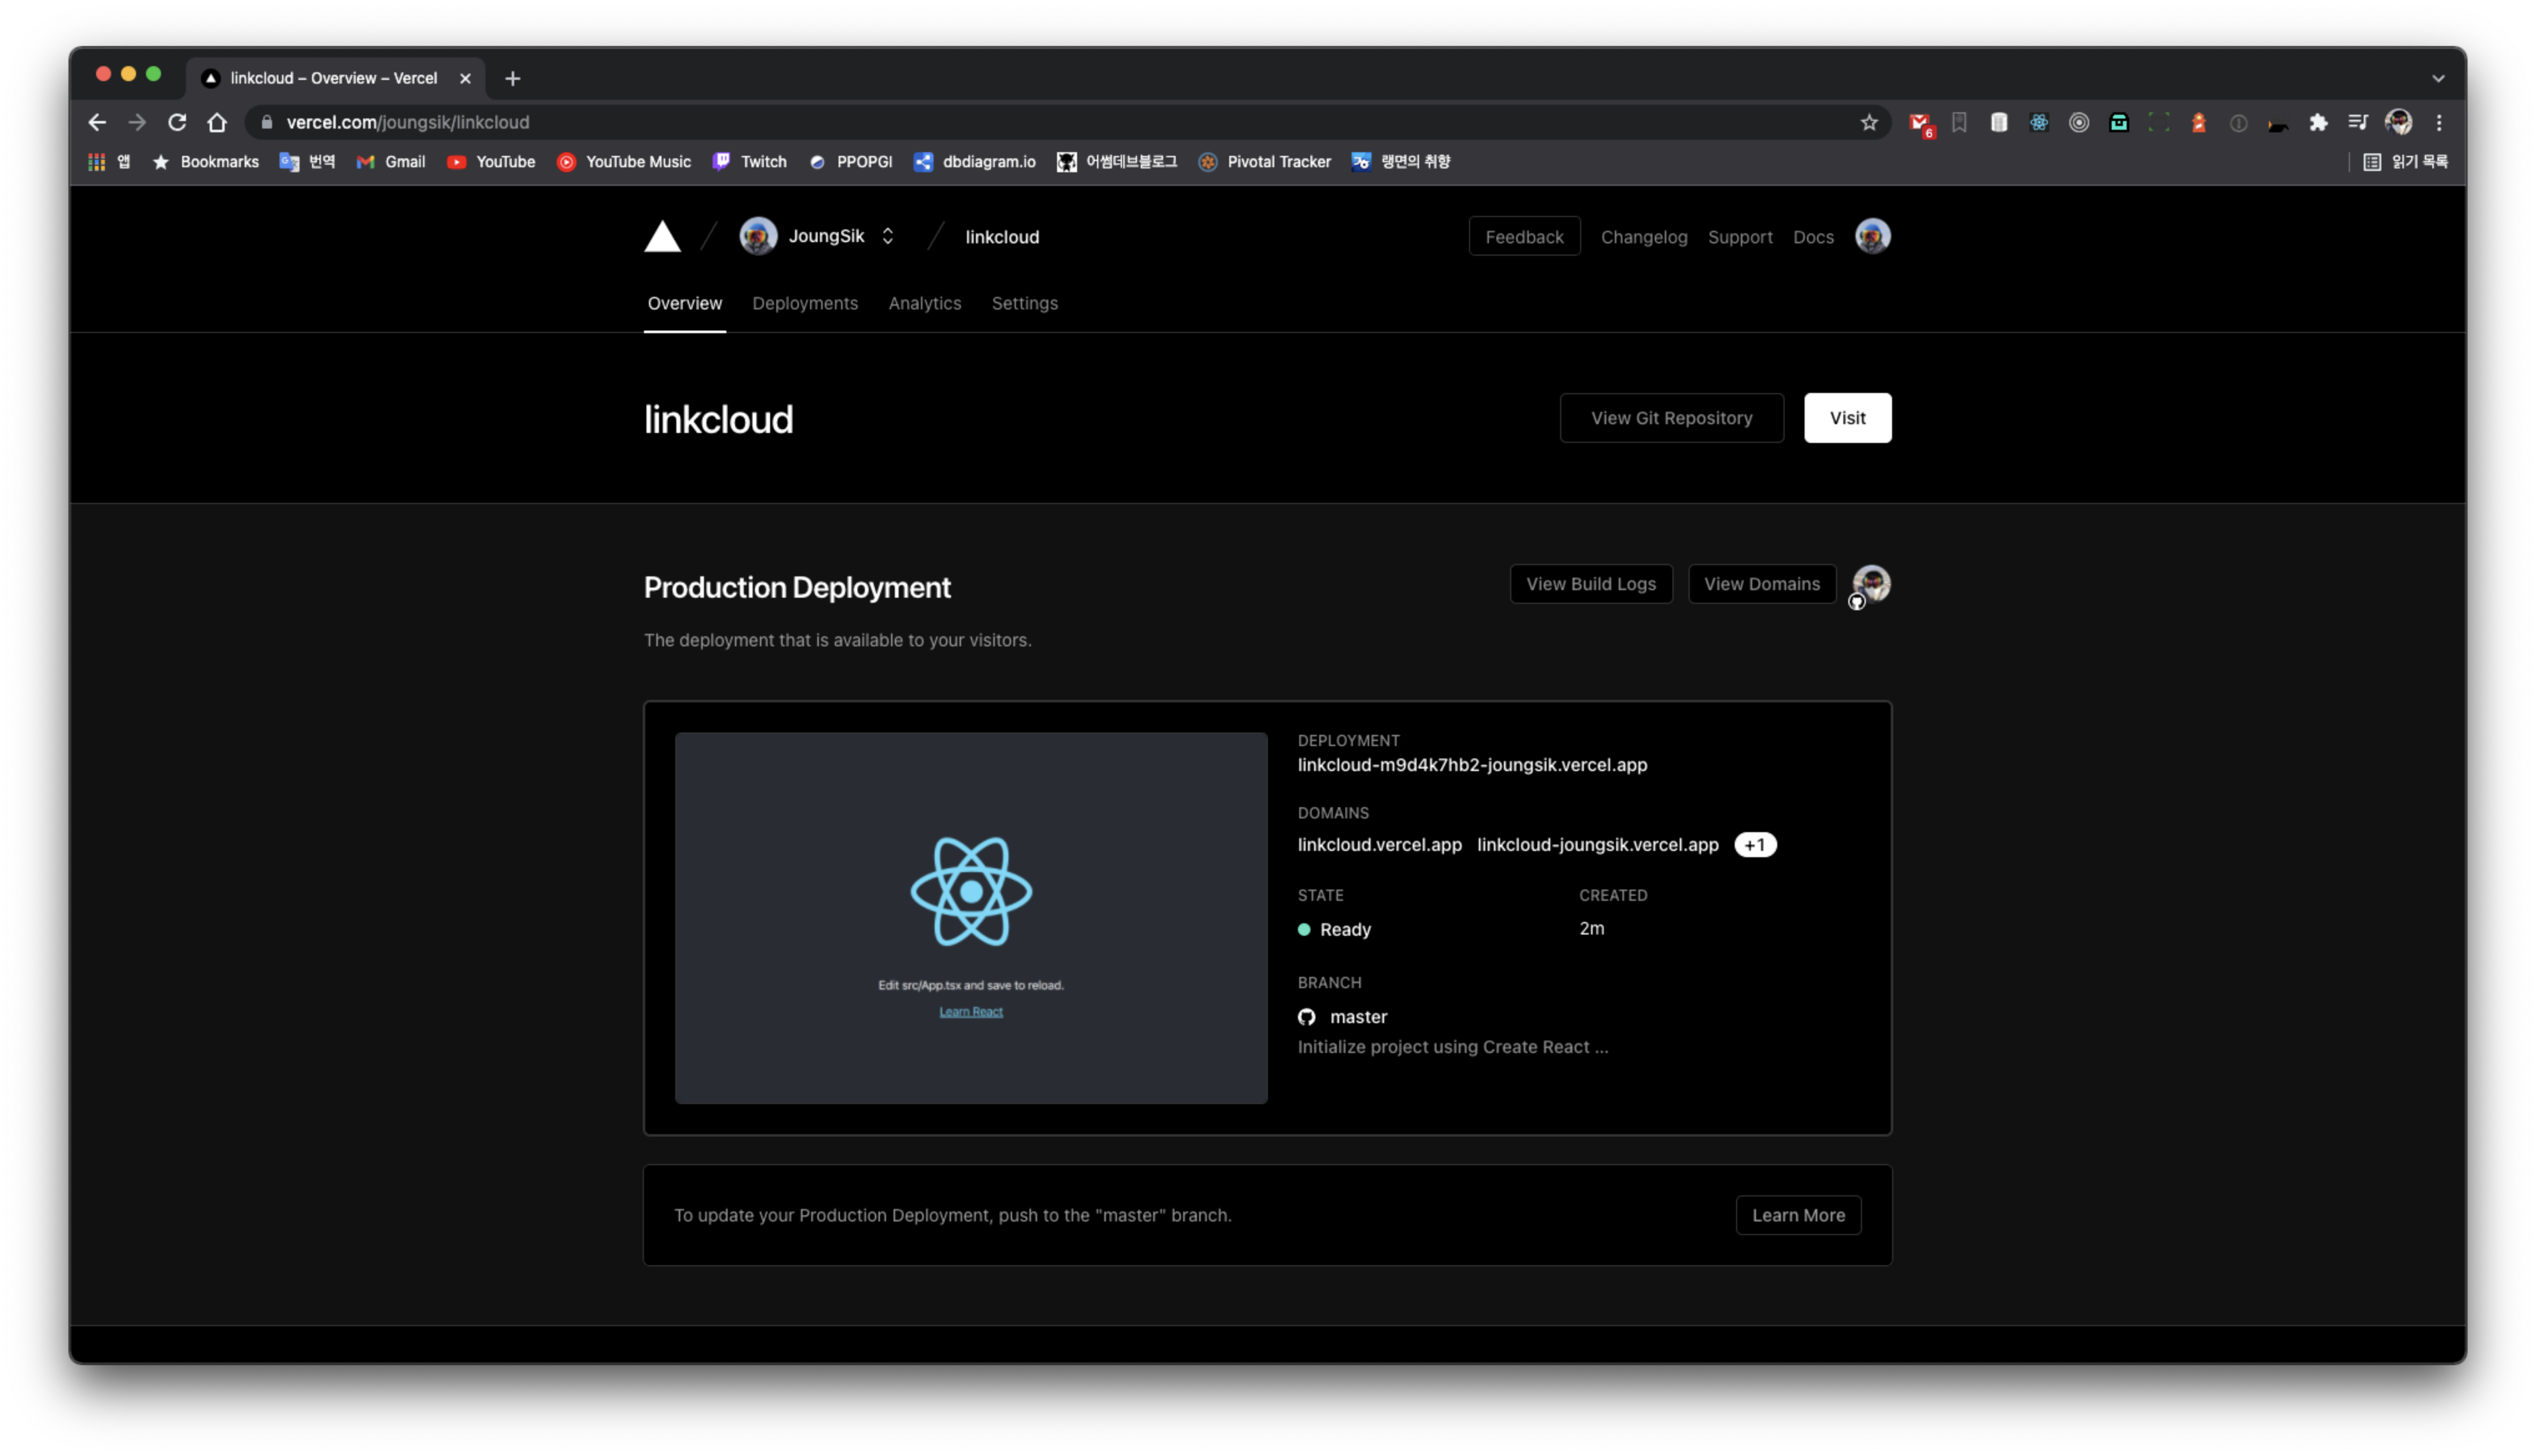 linkcloud – Overview – Vercel
vercel.com/joungsik/linkcloud
6
앱 Bookmarks 번역 Gmail YouTube YouTube Music Twitch PPOPGI dbdiagram.io 어썸데브블로그 Pivotal Tracker 랭면의 취향 읽기 목록
JoungSik linkcloud Feedback Changelog Support Docs
Overview Deployments Analytics Settings
linkcloud View Git Repository Visit
Production Deployment View Build Logs View Domains
The deployment that is available to your visitors.
DEPLOYMENT
linkcloud-m9d4k7hb2-joungsik.vercel.app
DOMAINS
linkcloud.vercel.app linkcloud-joungsik.vercel.app +1
STATE CREATED
Ready 2m
BRANCH
master
Initialize project using Create React ...
Edit src/App.tsx and save to reload.
Learn React
To update your Production Deployment, push to the "master" branch. Learn More